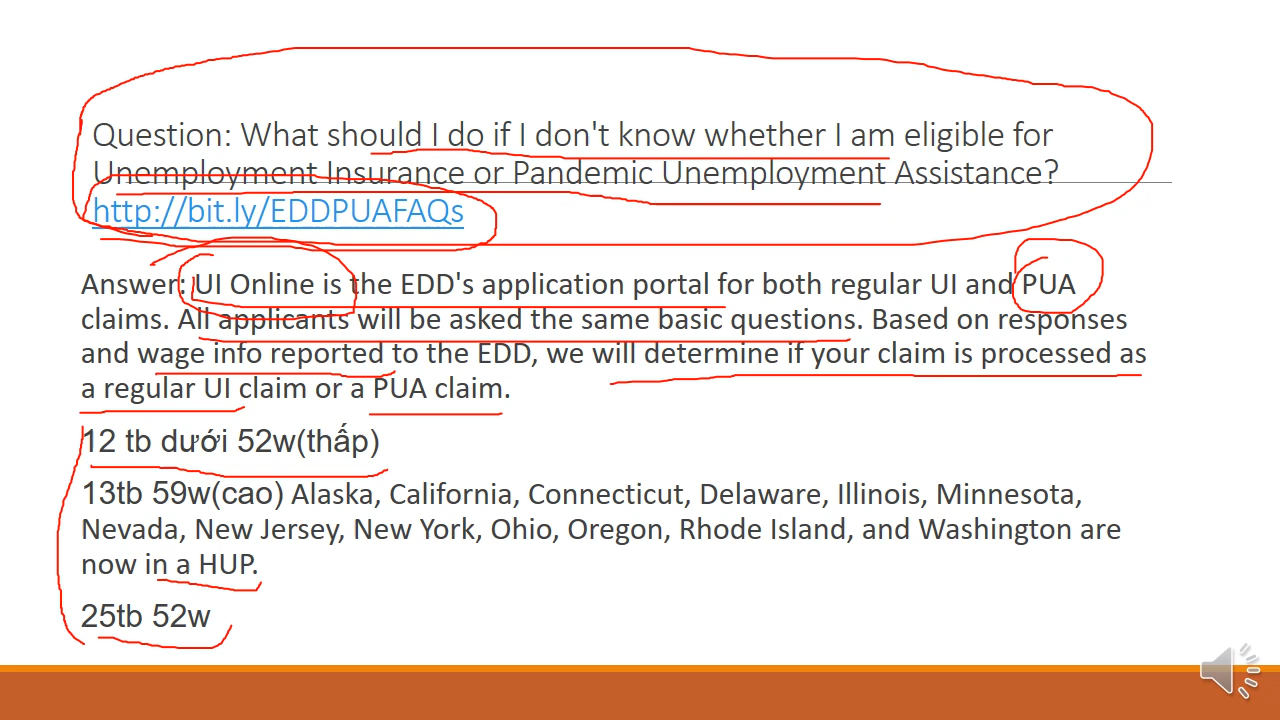 Question: What should I do if I don't know whether I am eligible for
Unemployment Insurance or Pandemic Unemployment Assistance?
http://bit.ly/EDDPUAFAQs
Answer: UI Online is the EDD's application portal for both regular UI and PUA
claims. All applicants will be asked the same basic questions. Based on responses
and wage info reported to the EDD, we will determine if your claim is processed as
a regular UI claim or a PUA claim.
12 tb dưới 52w(thấp)
13tb 59w(cao) Alaska, California, Connecticut, Delaware, Illinois, Minnesota,
Nevada, New Jersey, New York, Ohio, Oregon, Rhode Island, and Washington are
now in a HUP.
25tb 52w